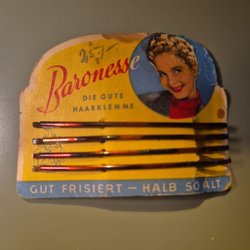 Baronesse
DIE GUTE
HAARKLEMME
GUT FRISIERT – HALB SO ALT